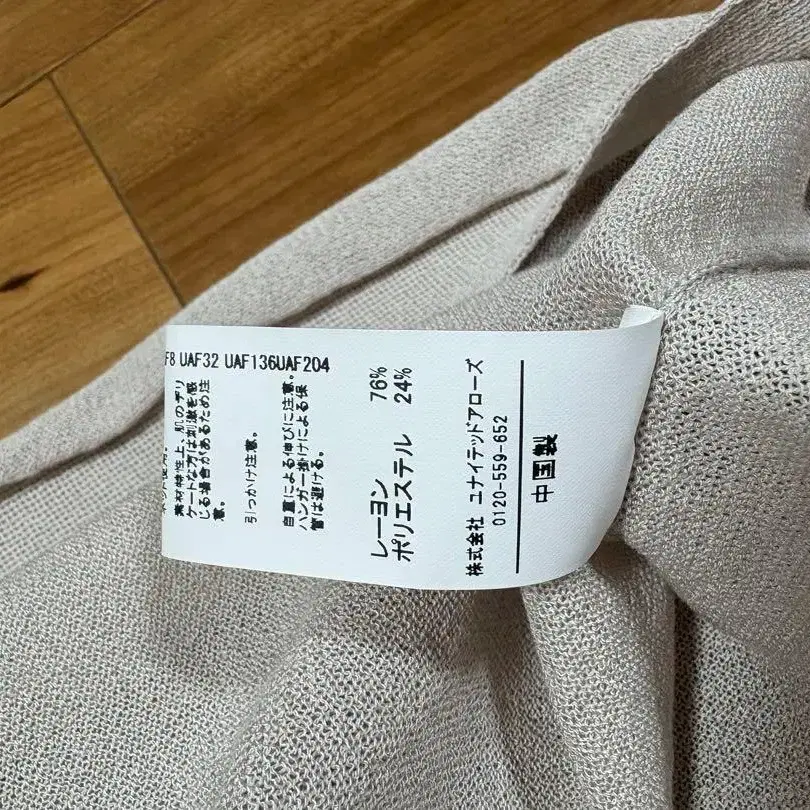 F8 UAF32 UAF136UAF204
素材特性上、肌のデリ
ケートな方は刺激を感
じる場合があるため注
意。
引っかけ注意。
自重による伸びに注意。
ハンガー掛けによる保
管は避ける。
レーヨン 76%
ポリエステル 24%
株式会社 ユナイテッドアローズ
0120-559-652
中国製